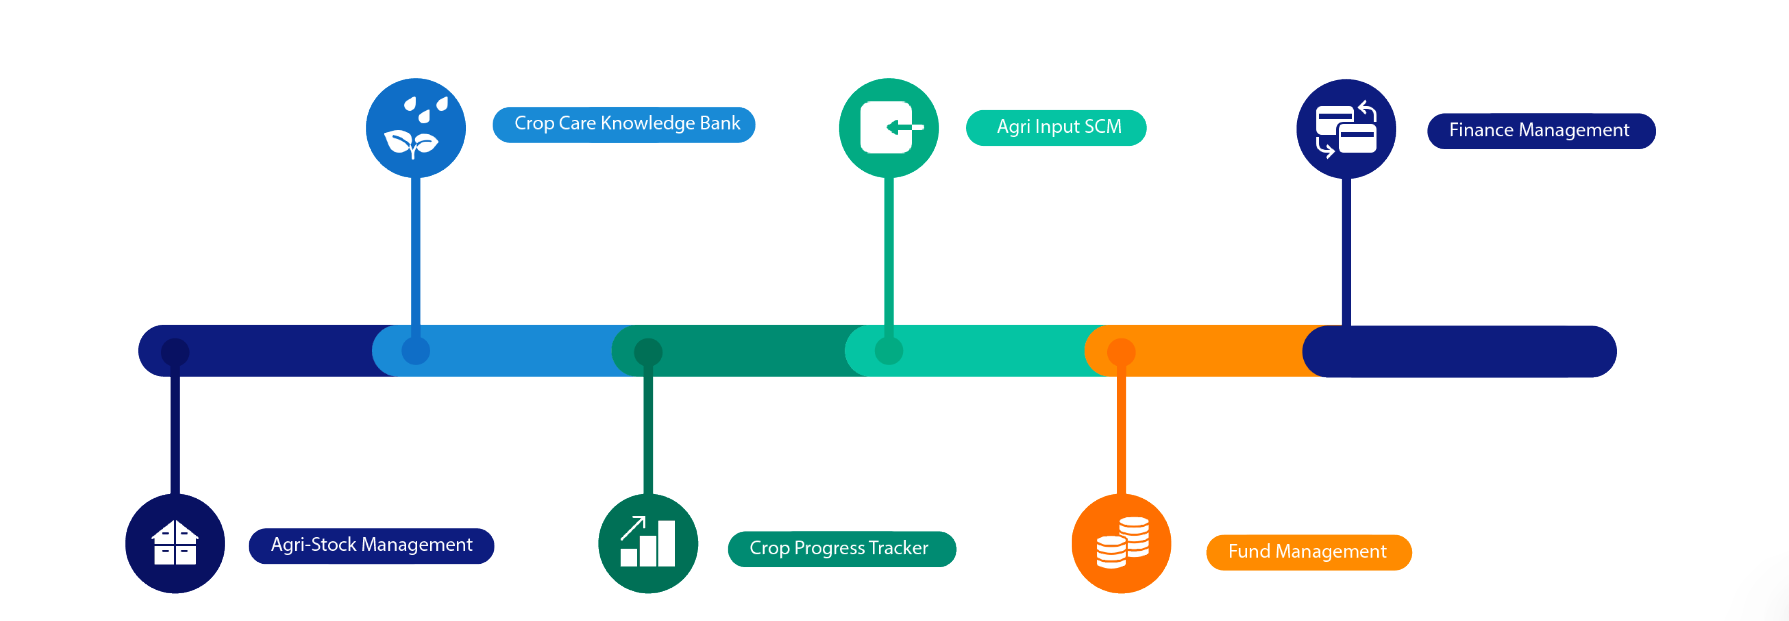 Crop Care Knowledge Bank
Agri Input SCM
Finance Management
Agri-Stock Management
Crop Progress Tracker
Fund Management